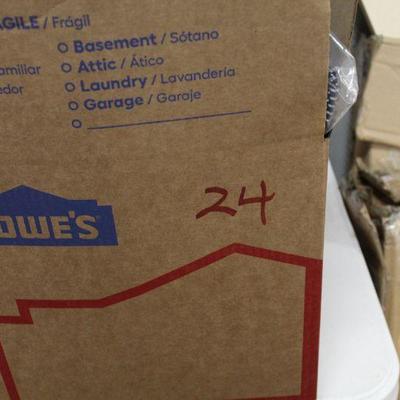 AGILE / Frágil
Basement / Sótano
amiliar
Attic / Ático
edor
Laundry / Lavandería
Garage / Garaje
24
OWE'S